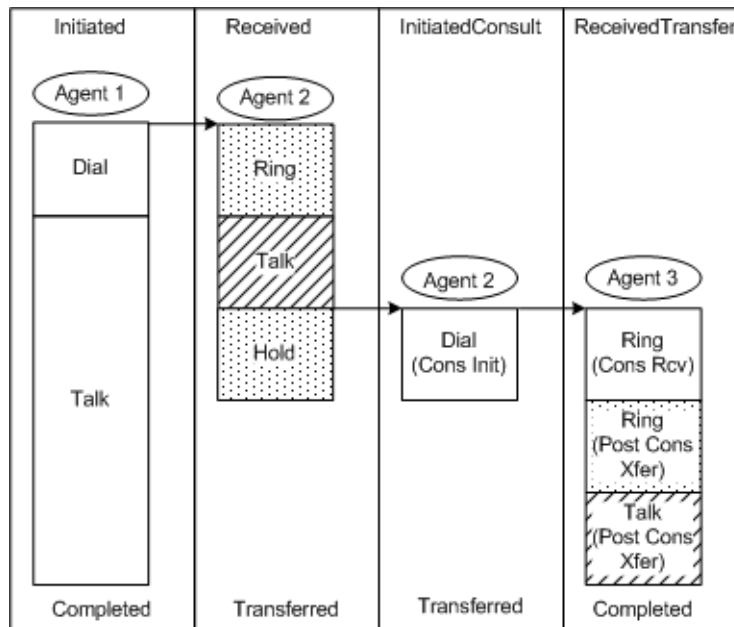 Initiated
Received
InitiatedConsult
ReceivedTransfer
Agent 1
Agent 2
Dial
Ring
Talk
Agent 2
Agent 3
Hold
Dial
(Cons Init)
Ring
(Cons Rcv)
Talk
Ring
(Post Cons
Xfer)
Talk
(Post Cons
Xfer)
Completed
Transferred
Transferred
Completed